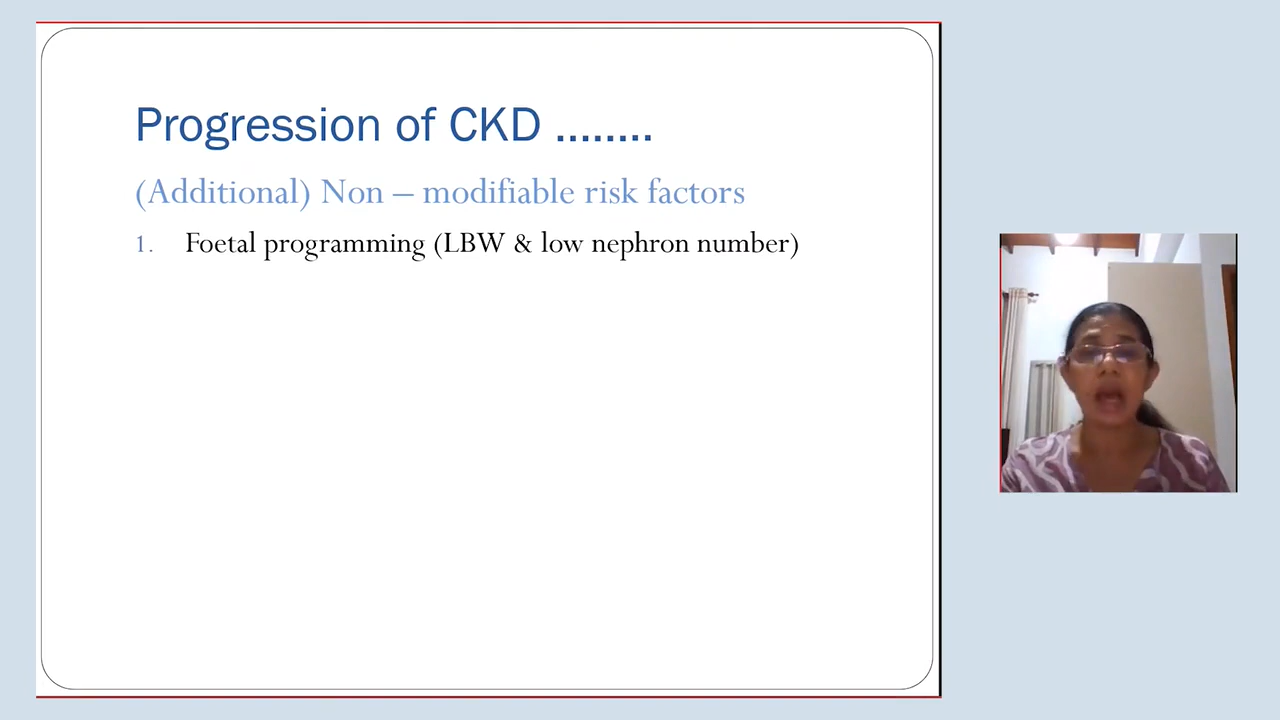 Progression of CKD ........
(Additional) Non – modifiable risk factors
1. Foetal programming (LBW & low nephron number)